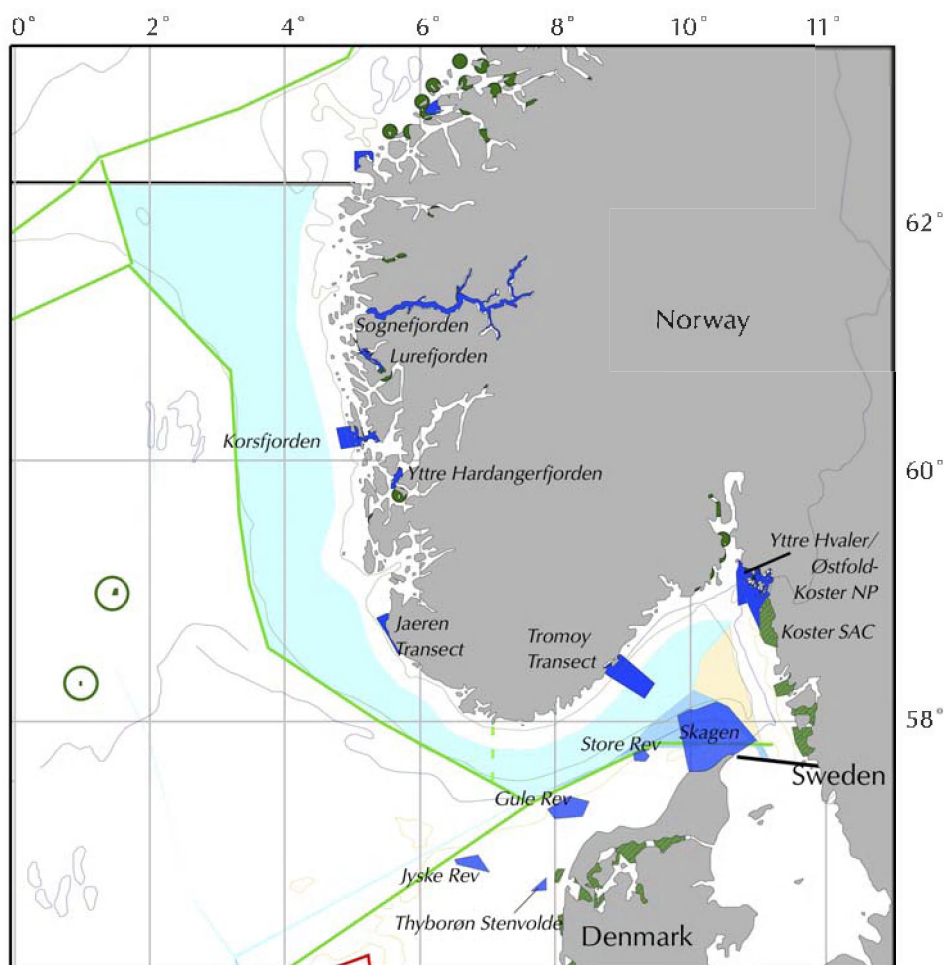 0° 2° 4° 6° 8° 10° 11°
62°
Norway
Sognefjorden
Lurefjorden
Korsfjorden
60°
Yttre Hardangerfjorden
Yttre Hvaler/
Østfold-
Koster NP
Jaeren
Transect
Tromoy
Transect
Koster SAC
58°
Skagen
Store Rev
Sweden
Gule Rev
Jyske Rev
Thyborøn Stenvolde
Denmark